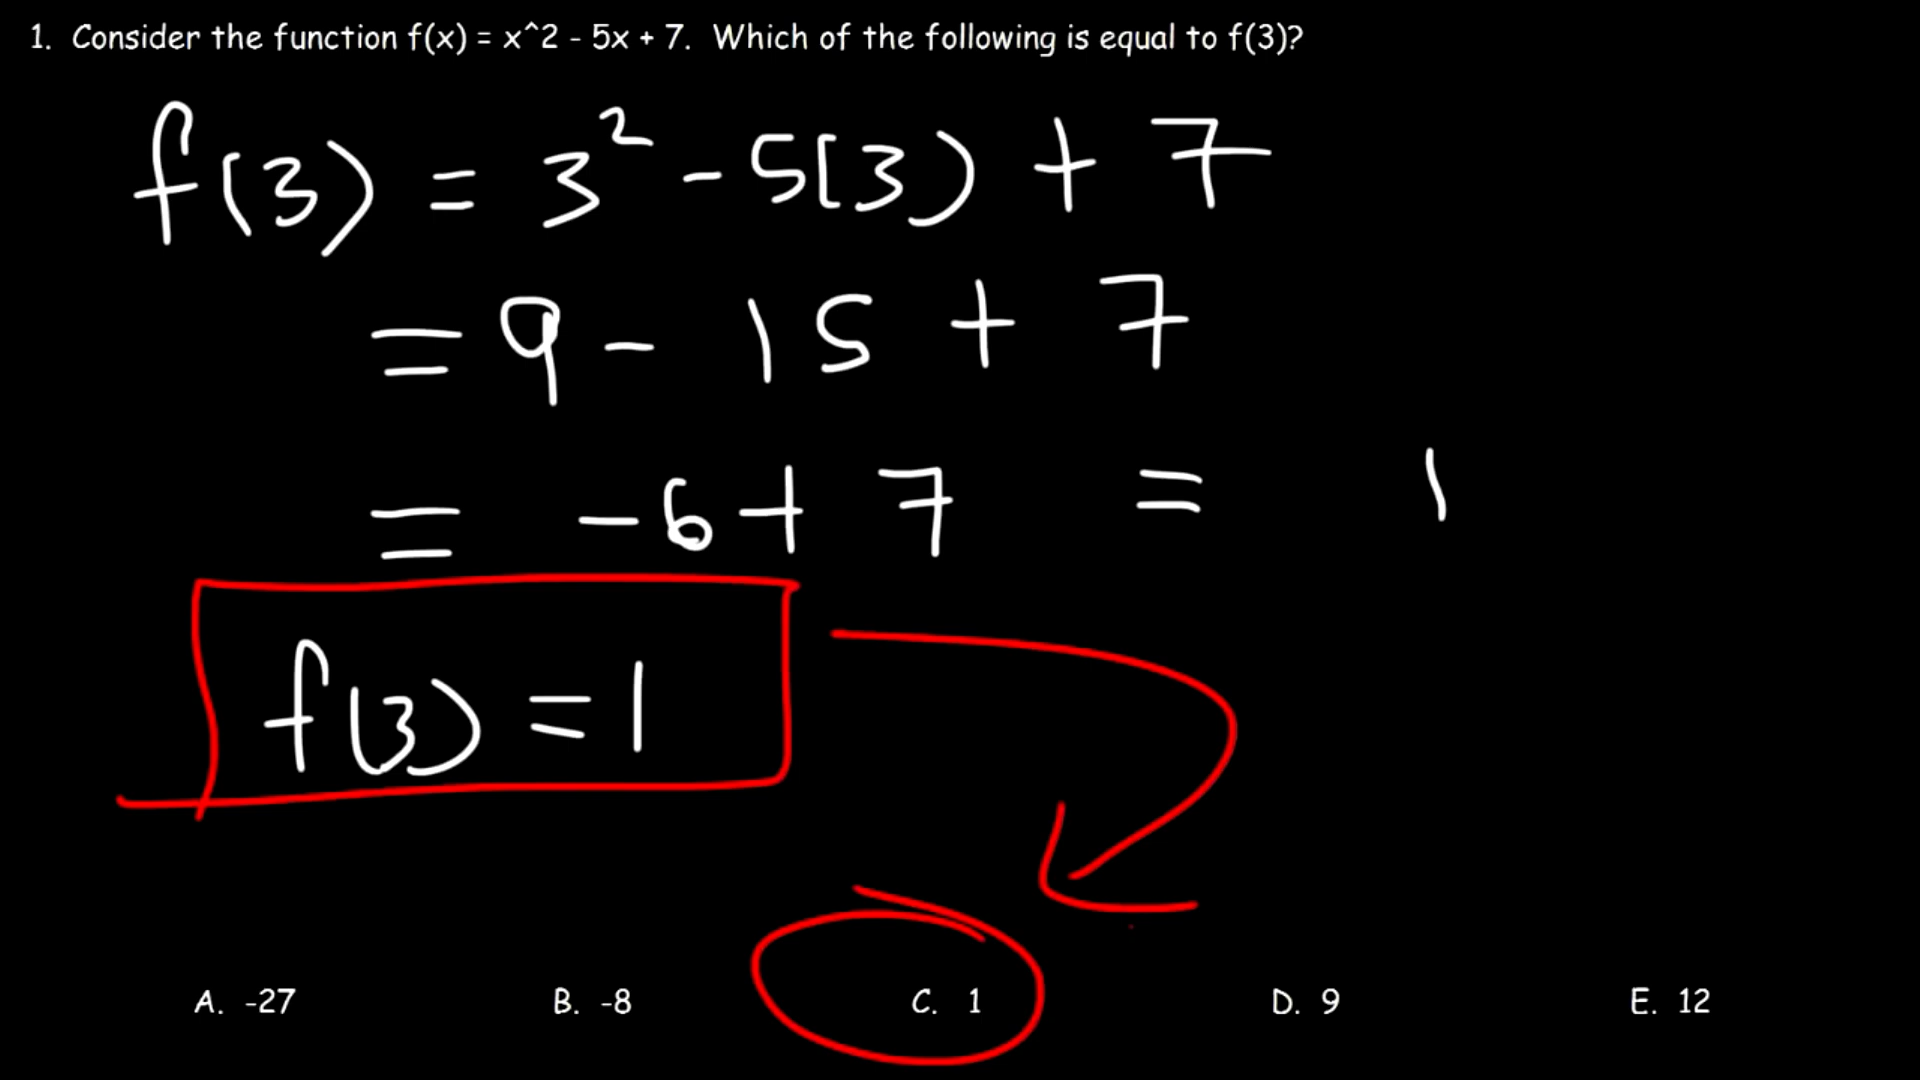 1. Consider the function f(x) = x^2 - 5x + 7. Which of the following is equal to f(3)?
f(3) = 3² - 5(3) + 7
= 9 - 15 + 7
= -6 + 7 = 1
f(3) = 1
A. -27 B. -8 C. 1 D. 9 E. 12